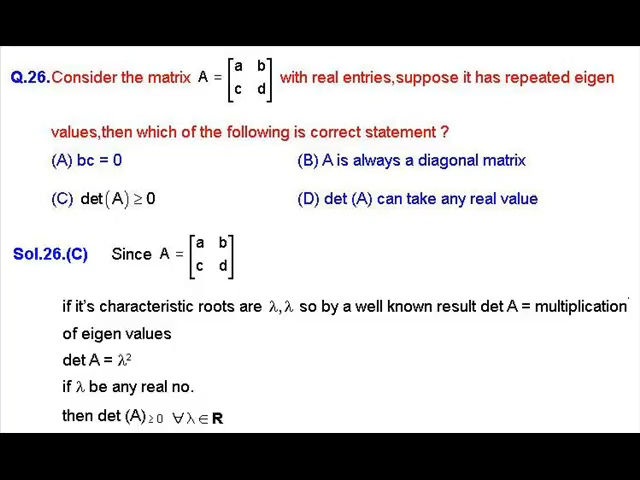 Q.26. Consider the matrix A = [a b; c d] with real entries,suppose it has repeated eigen
values,then which of the following is correct statement ?
(A) bc = 0 (B) A is always a diagonal matrix
(C) det(A) ≥ 0 (D) det (A) can take any real value
Sol.26.(C) Since A = [a b; c d]
if it's characteristic roots are λ,λ so by a well known result det A = multiplication
of eigen values
det A = λ²
if λ be any real no.
then det (A) ≥ 0 ∀ λ ∈ R